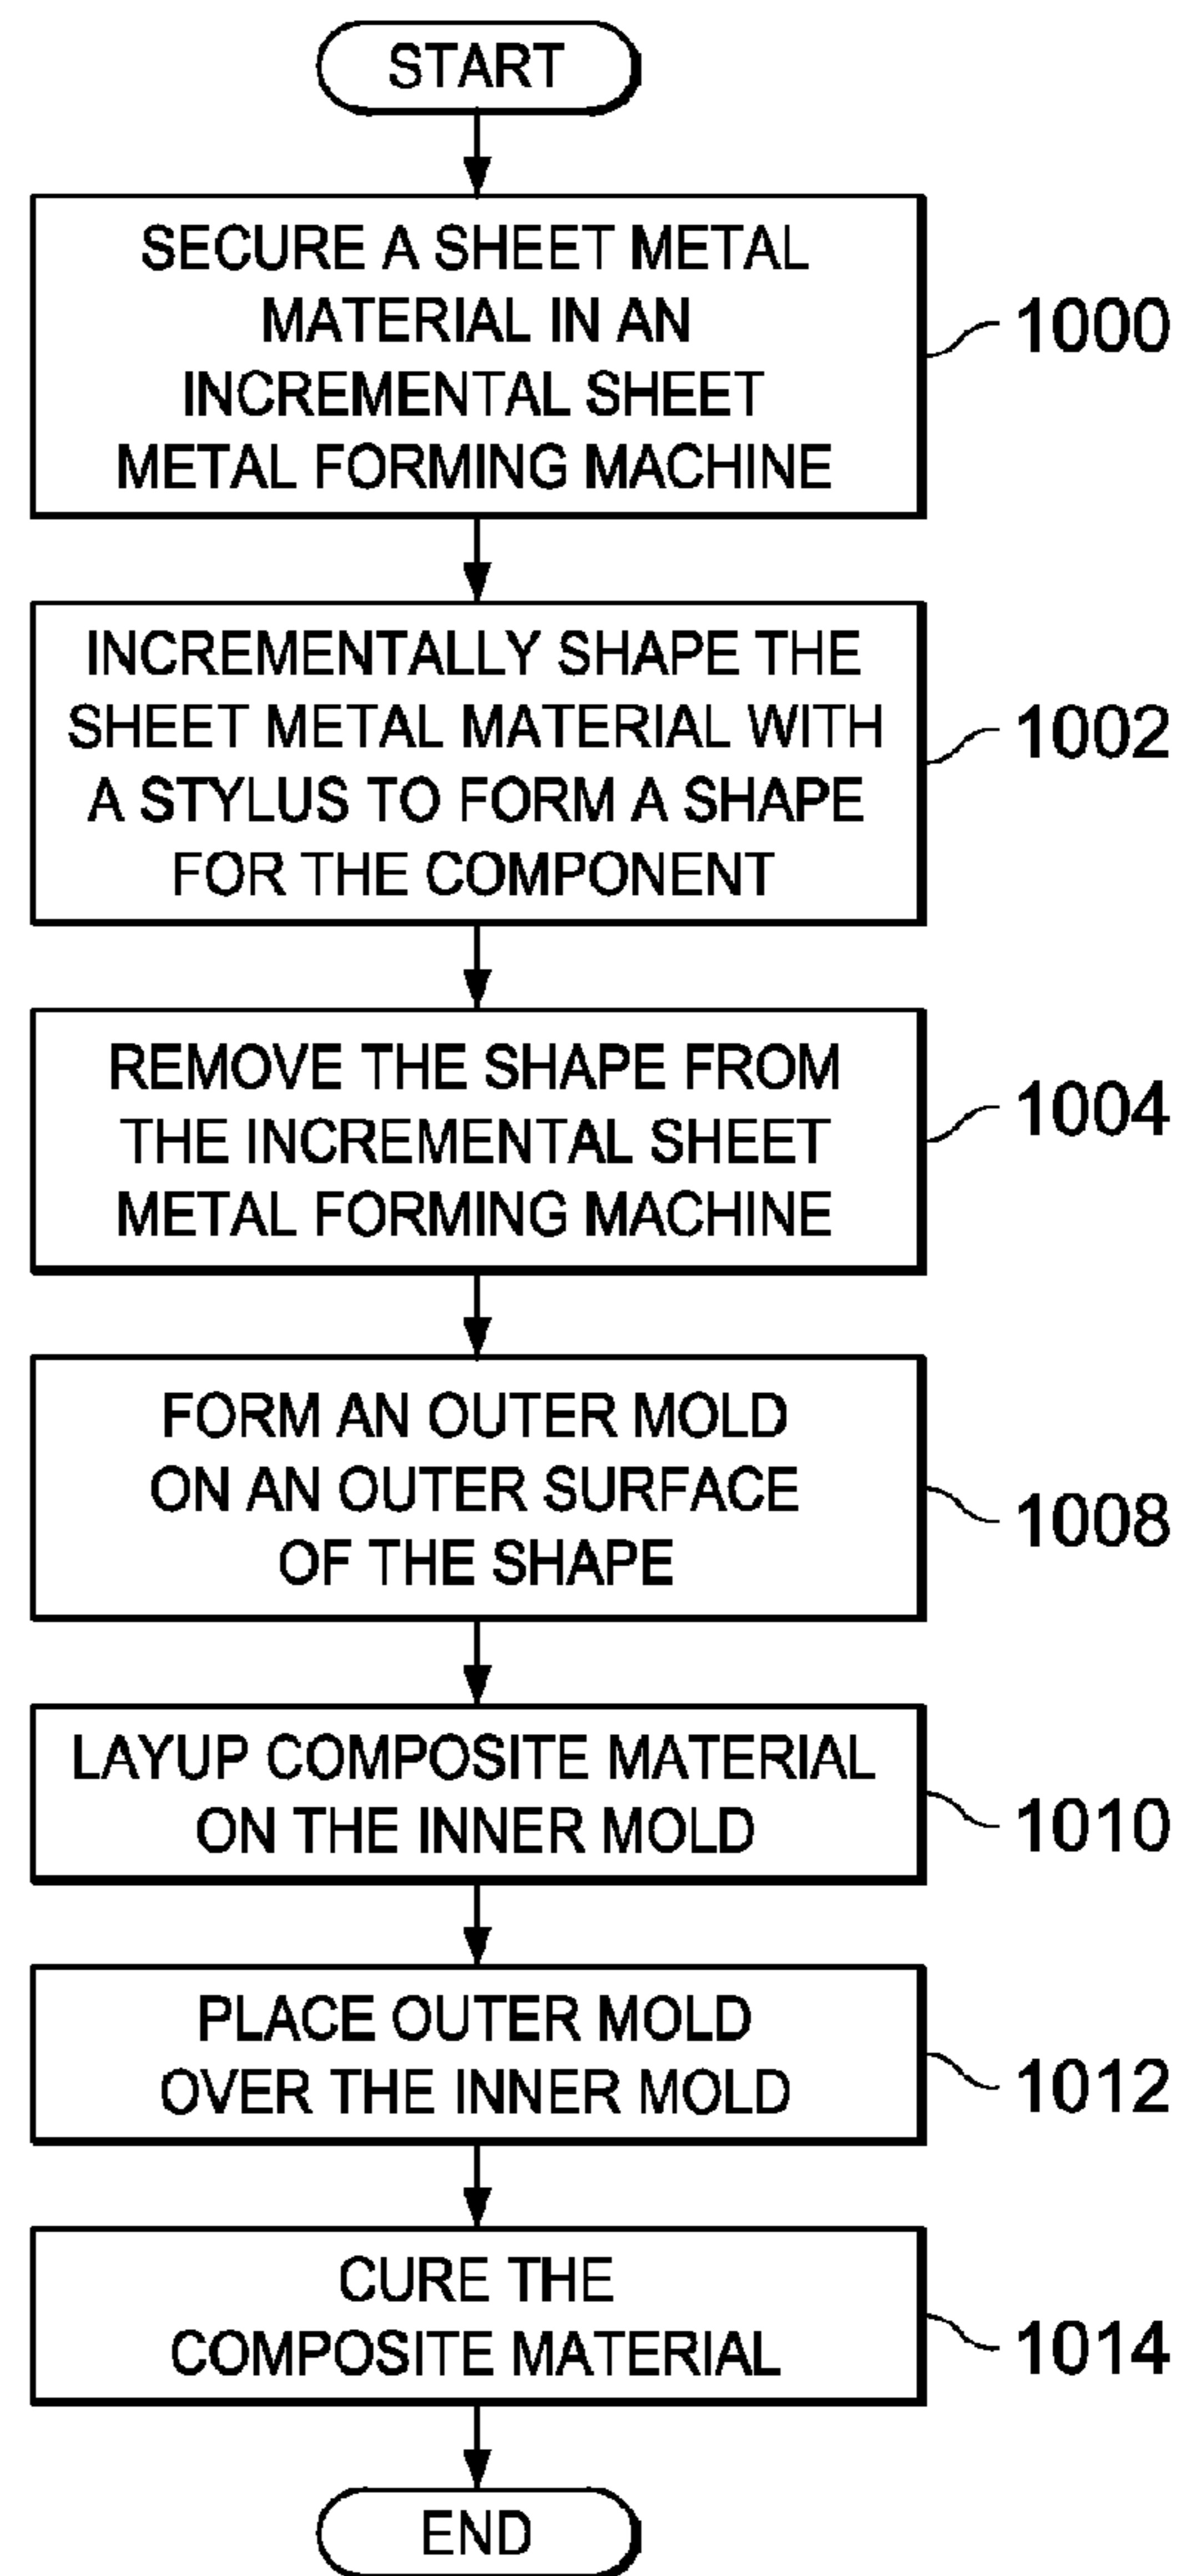 START
SECURE A SHEET METAL
MATERIAL IN AN
INCREMENTAL SHEET
METAL FORMING MACHINE
1000
INCREMENTALLY SHAPE THE
SHEET METAL MATERIAL WITH
A STYLUS TO FORM A SHAPE
FOR THE COMPONENT
1002
REMOVE THE SHAPE FROM
THE INCREMENTAL SHEET
METAL FORMING MACHINE
1004
FORM AN OUTER MOLD
ON AN OUTER SURFACE
OF THE SHAPE
1008
LAYUP COMPOSITE MATERIAL
ON THE INNER MOLD
1010
PLACE OUTER MOLD
OVER THE INNER MOLD
1012
CURE THE
COMPOSITE MATERIAL
1014
END